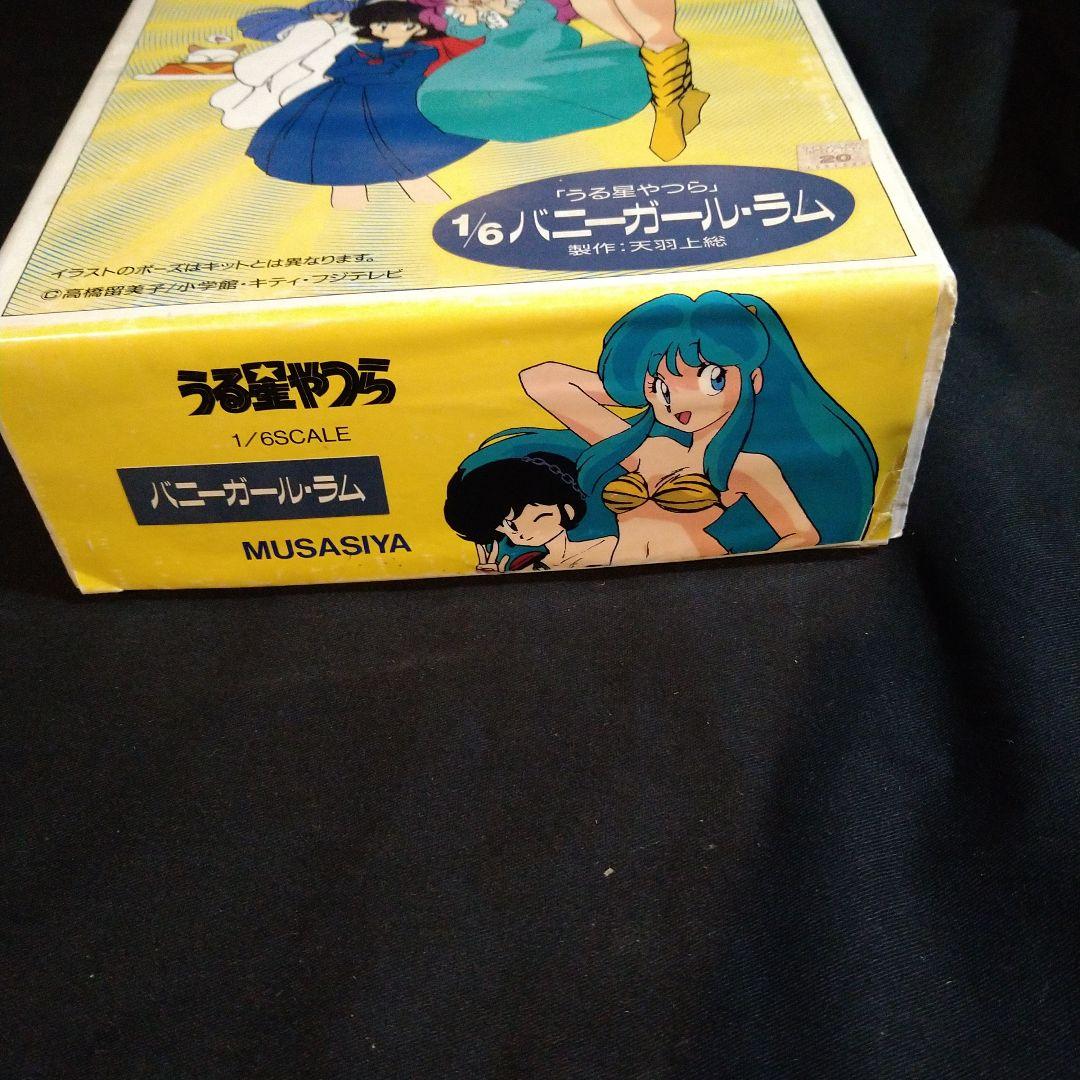 20
「うる星やつら」
1/6 バニーガール・ラム
製作:天羽上総
イラストのポーズはキットとは異なります。
©高橋留美子/小学館・キティ・フジテレビ
うる星やつら
1/6SCALE
バニーガール・ラム
MUSASIYA